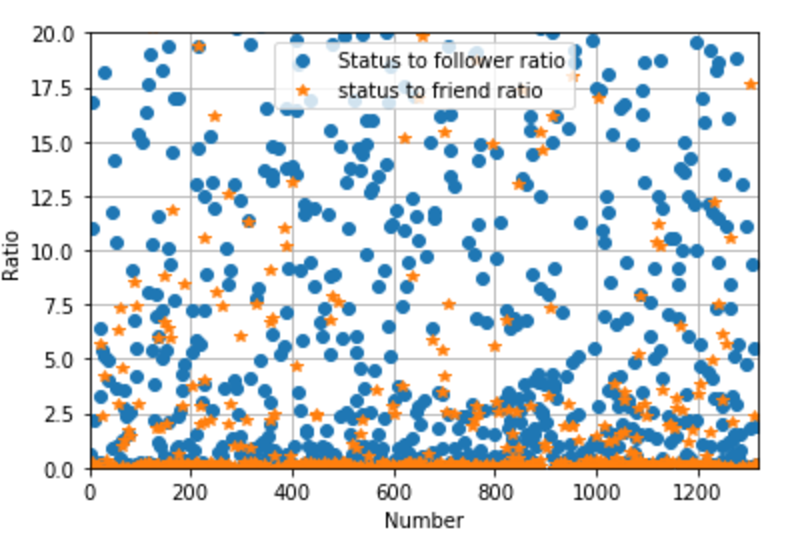 20.0
17.5
15.0
12.5
10.0
7.5
5.0
2.5
0.0
Ratio
Status to follower ratio
status to friend ratio
0 200 400 600 800 1000 1200
Number